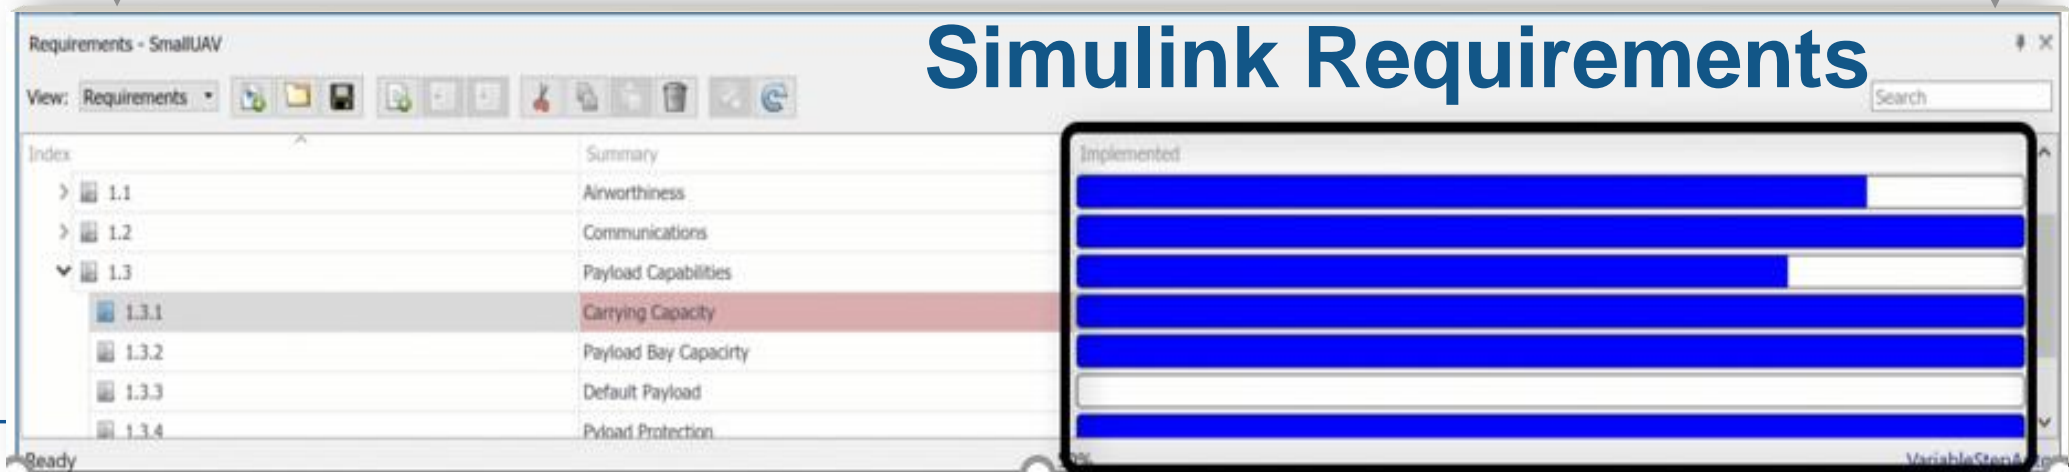 Simulink Requirements
Requirements - SmallUAV
View: Requirements
Search
Index Summary Implemented
1.1 Airworthiness
1.2 Communications
1.3 Payload Capabilities
1.3.1 Carrying Capacity
1.3.2 Payload Bay Capacirty
1.3.3 Default Payload
1.3.4 Pyload Protection
Ready